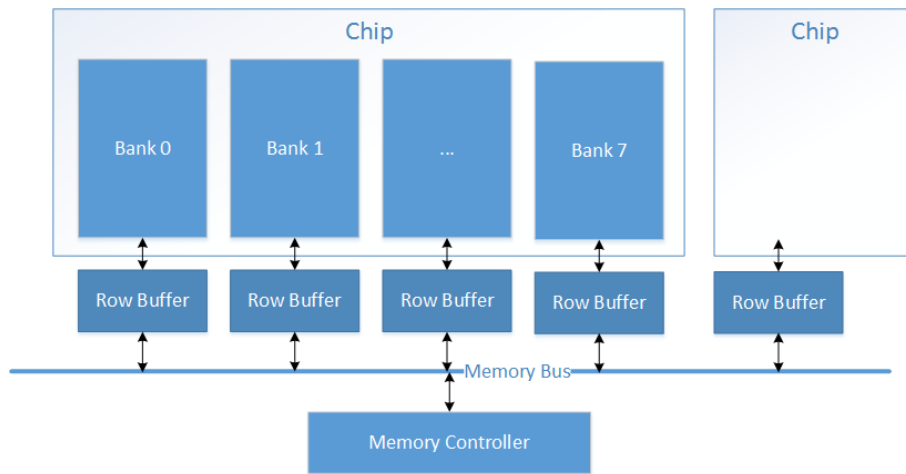 Chip
Chip
Bank 0
Bank 1
...
Bank 7
Row Buffer
Row Buffer
Row Buffer
Row Buffer
Row Buffer
Memory Bus
Memory Controller